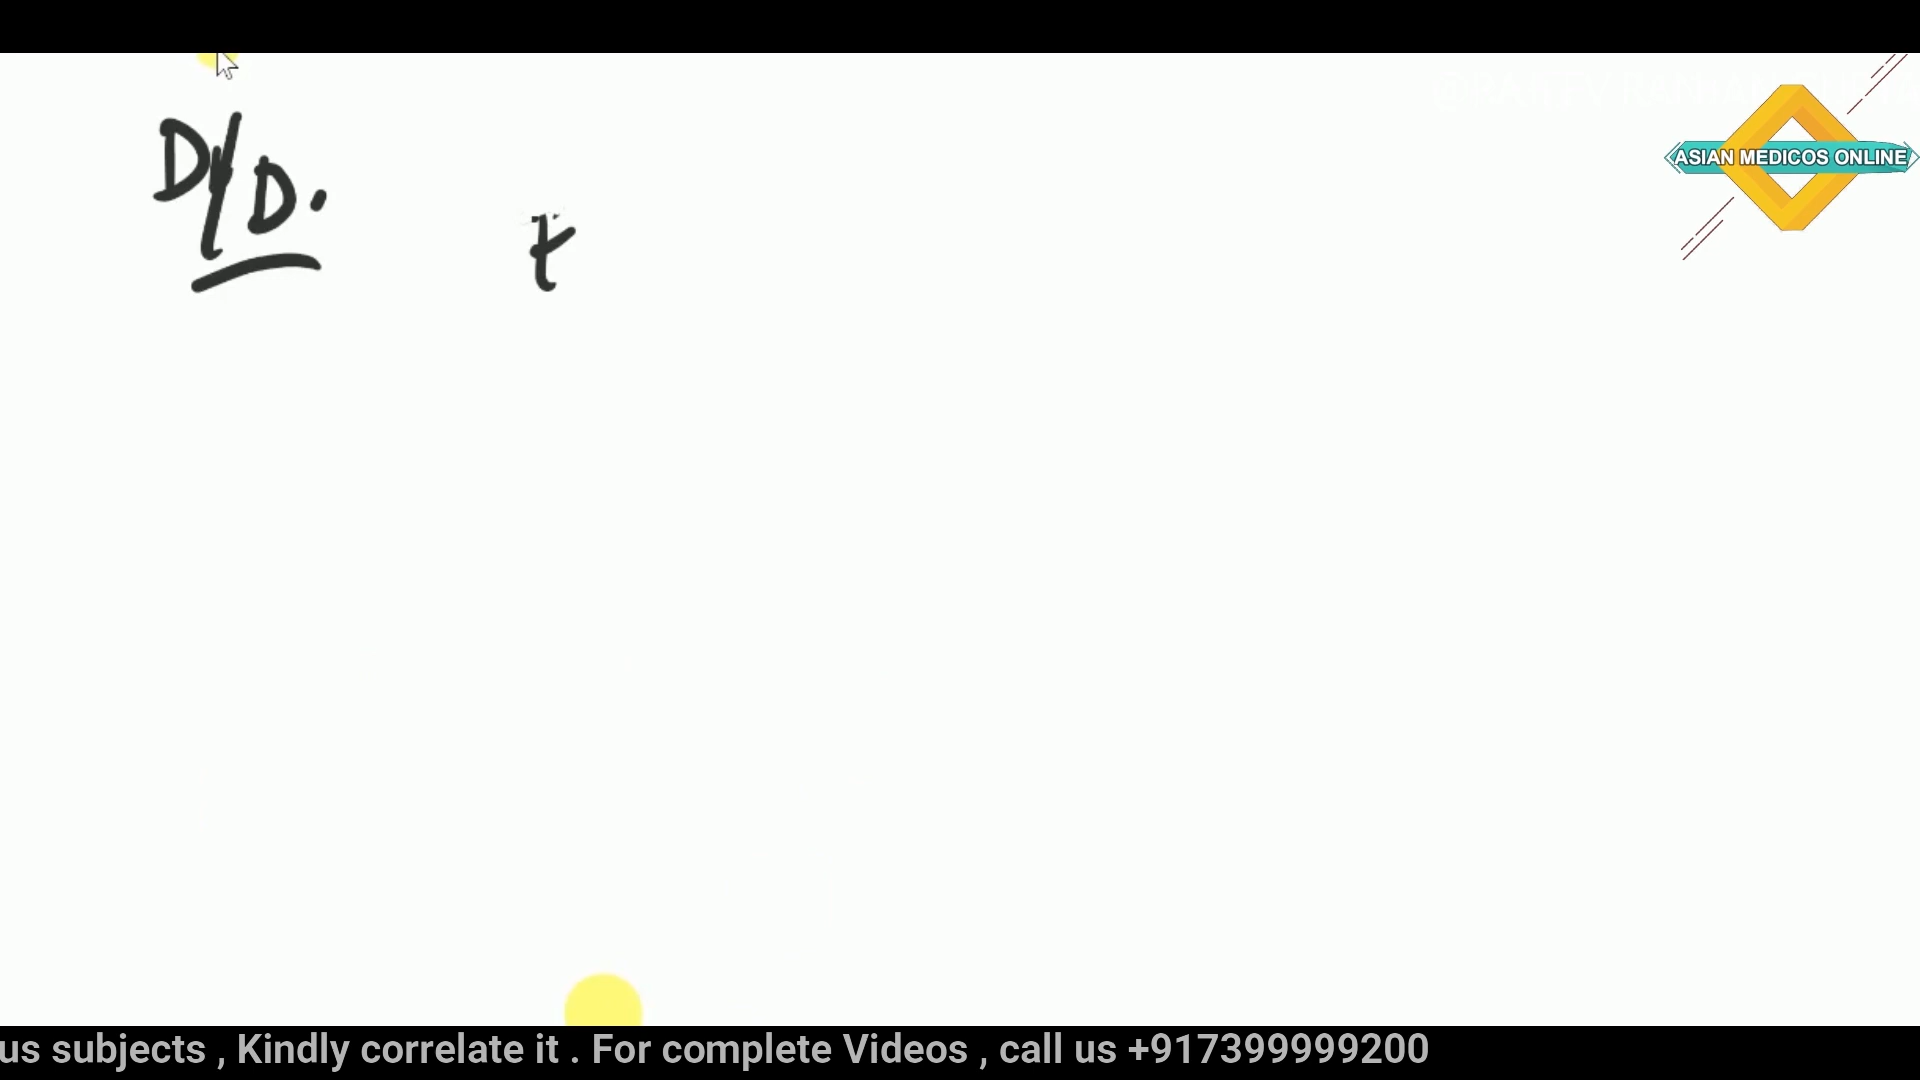 D/D.
t
ASIAN MEDICOS ONLINE
us subjects , Kindly correlate it . For complete Videos , call us +917399999200